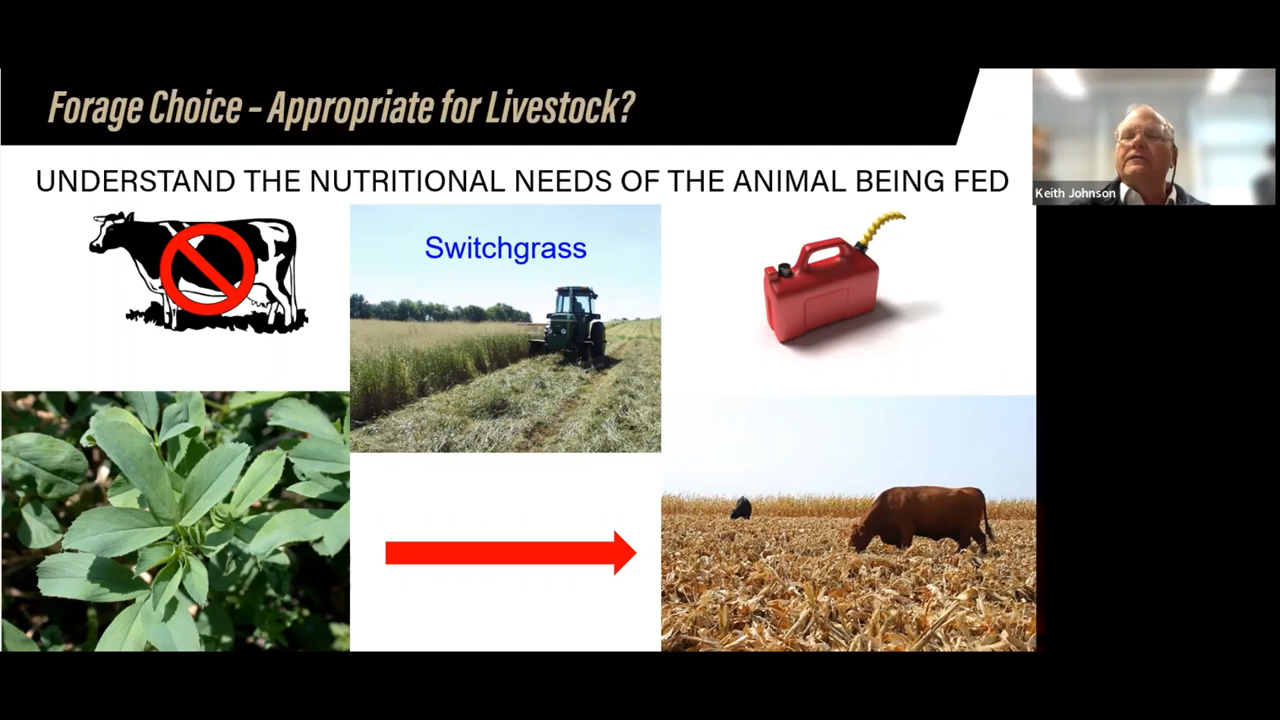 Forage Choice – Appropriate for Livestock?
UNDERSTAND THE NUTRITIONAL NEEDS OF THE ANIMAL BEING FED
Switchgrass
Keith Johnson